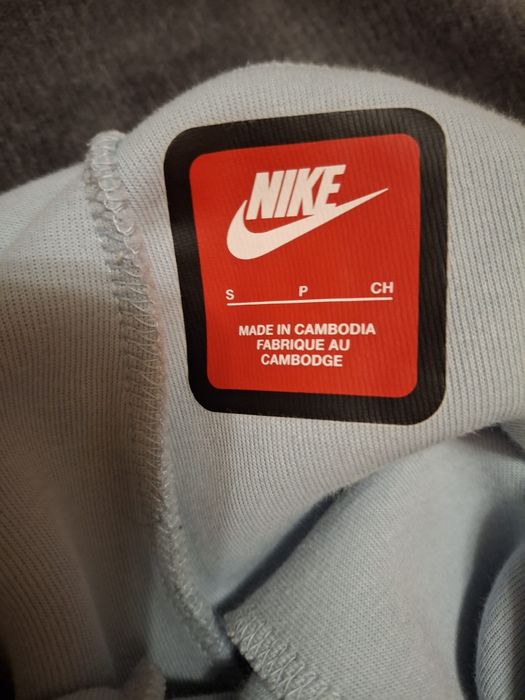 NIKE
S P CH
MADE IN CAMBODIA
FABRIQUE AU
CAMBODGE